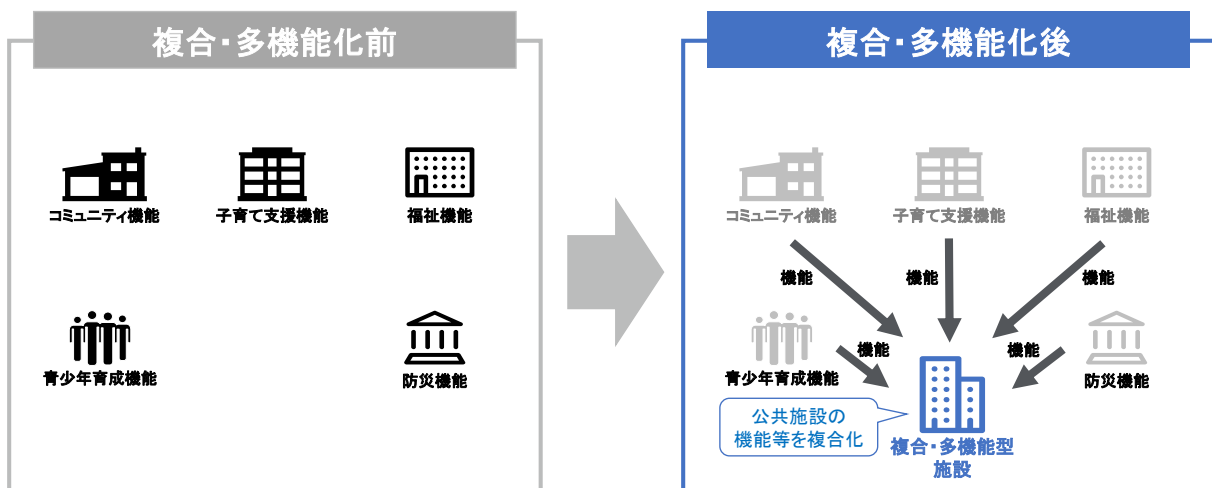 複合・多機能化前
コミュニティ機能
子育て支援機能
福祉機能
青少年育成機能
防災機能
複合・多機能化後
コミュニティ機能
子育て支援機能
福祉機能
機能
機能
機能
青少年育成機能
機能
機能
防災機能
公共施設の
機能等を複合化
複合・多機能型
施設